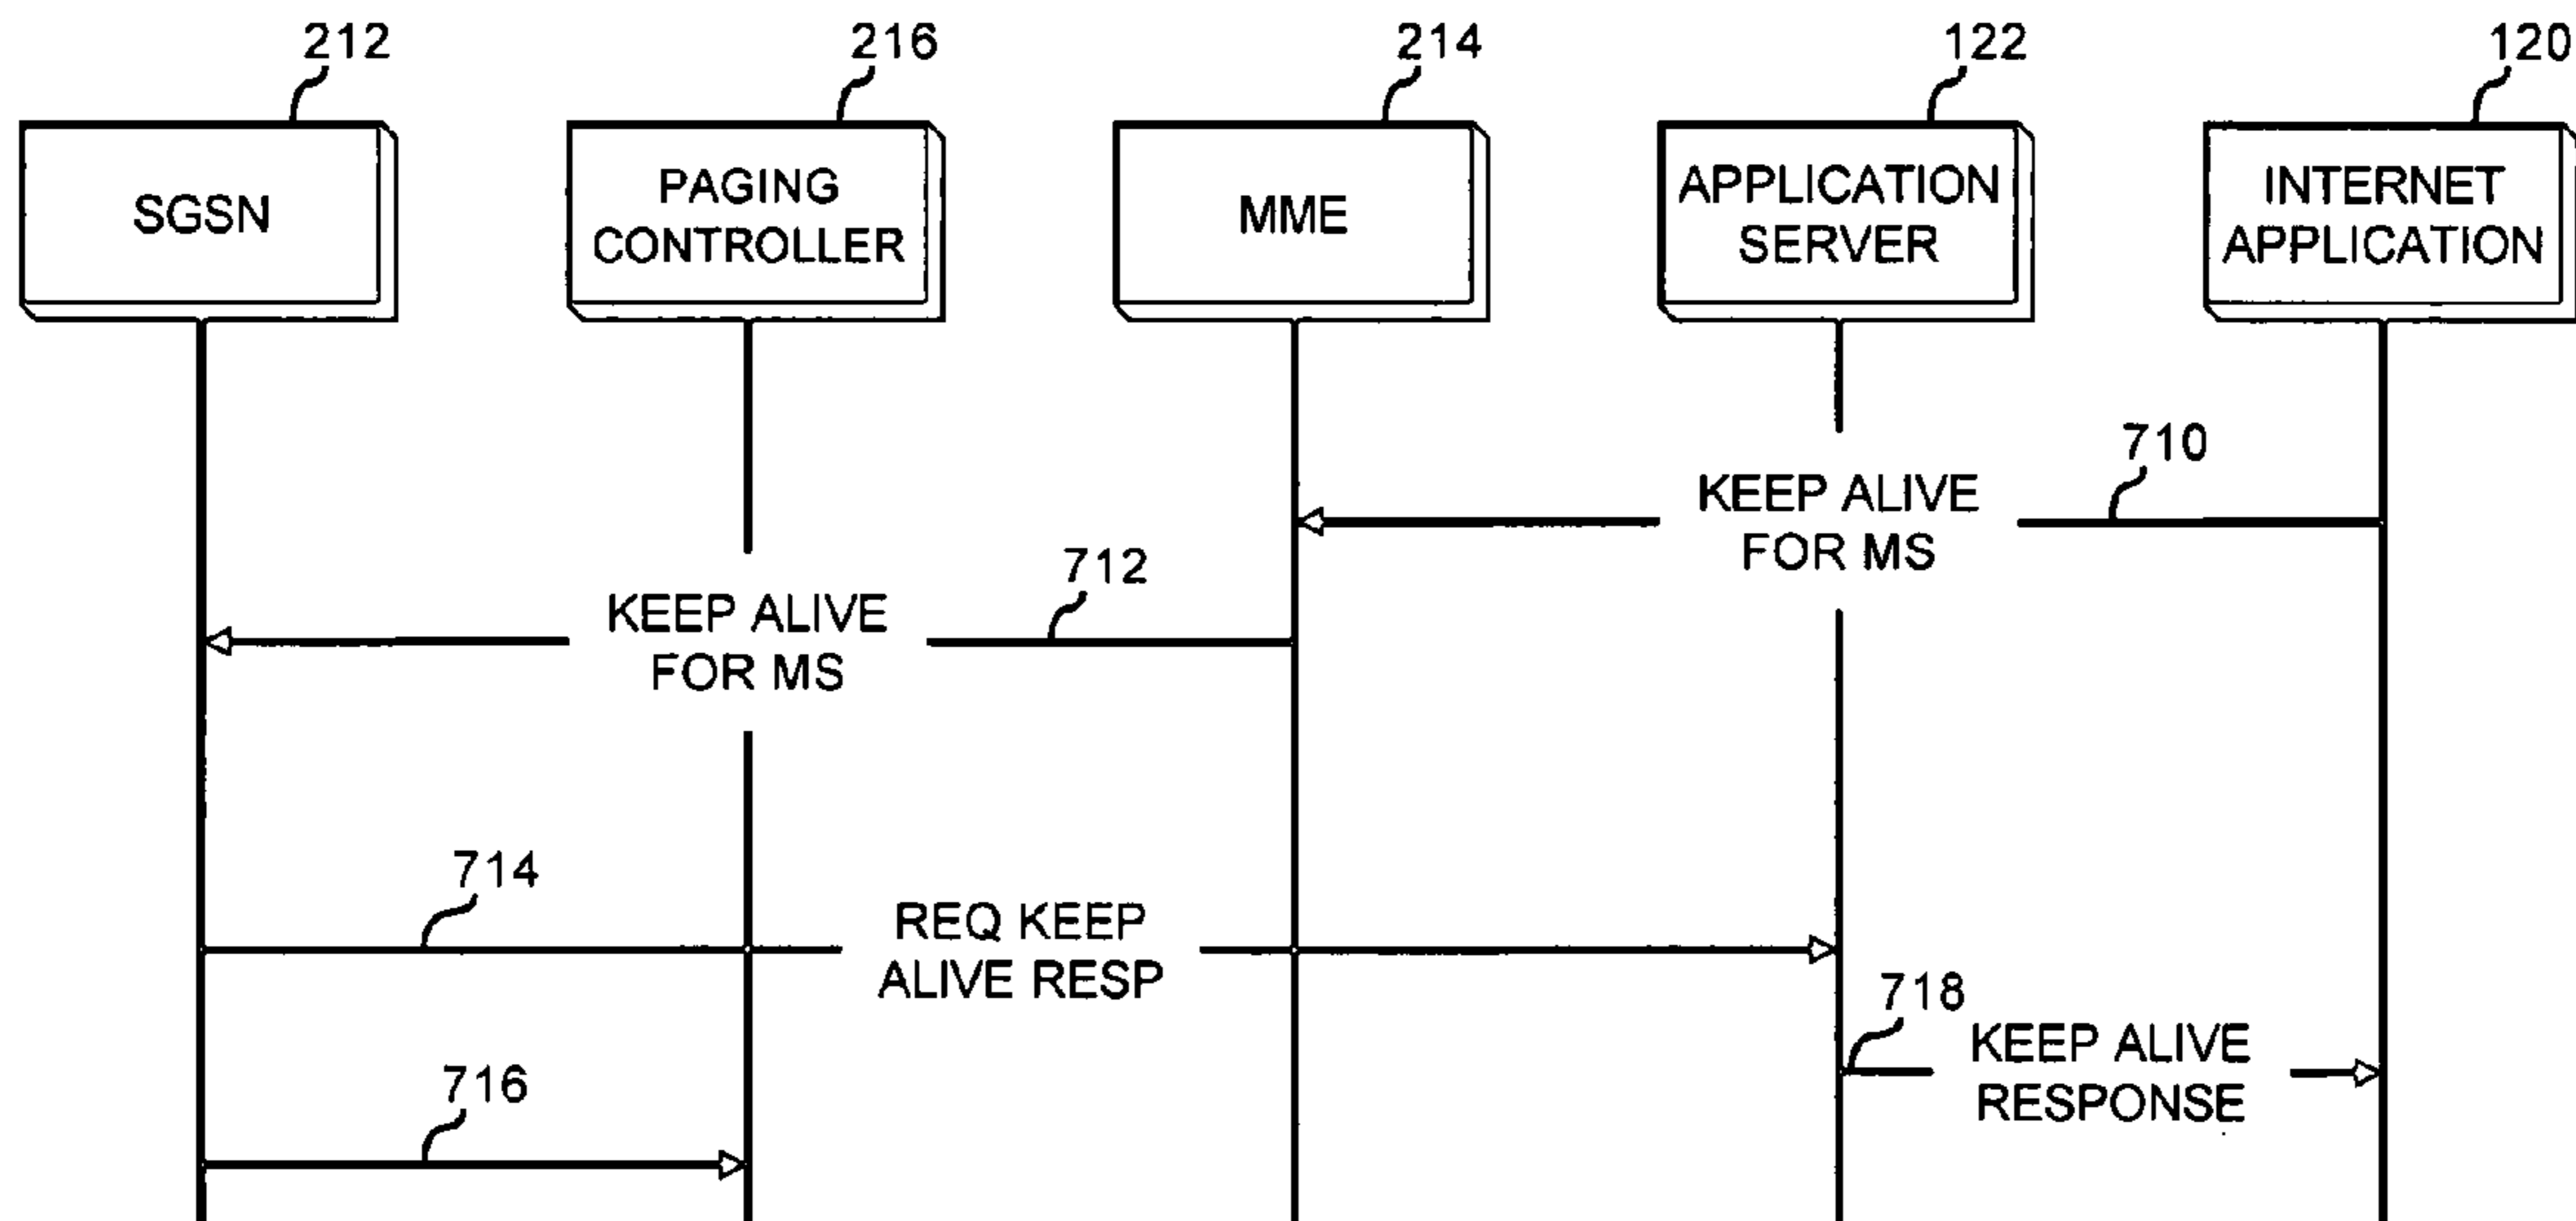 212
216
214
122
120
SGSN
PAGING
CONTROLLER
MME
APPLICATION
SERVER
INTERNET
APPLICATION
710
KEEP ALIVE
FOR MS
712
KEEP ALIVE
FOR MS
714
REQ KEEP
ALIVE RESP
718
KEEP ALIVE
RESPONSE
716